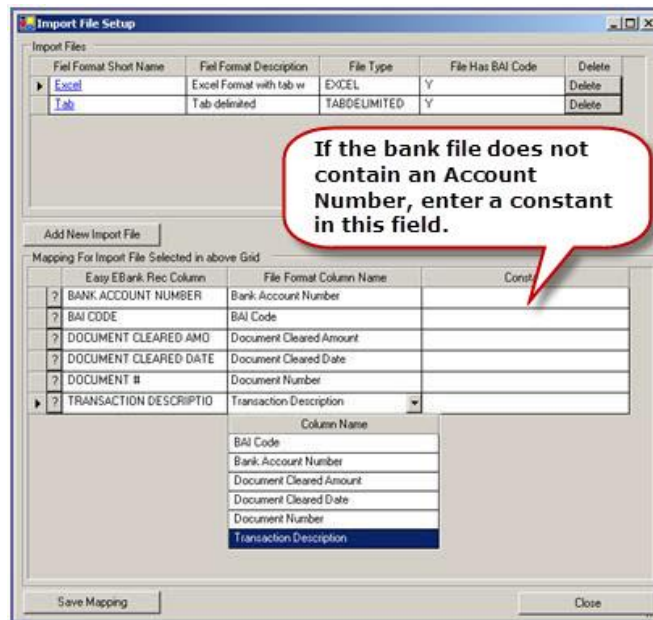 Import File Setup
Import Files
Fiel Format Short Name Fiel Format Description File Type File Has BAI Code Delete
Excel Excel Format with tab w EXCEL Y Delete
Tab Tab delimited TABDELIMITED Y Delete
If the bank file does not
contain an Account
Number, enter a constant
in this field.
Add New Import File
Mapping For Import File Selected in above Grid
Easy EBank Rec Column File Format Column Name Consta
? BANK ACCOUNT NUMBER Bank Account Number
? BAI CODE BAI Code
? DOCUMENT CLEARED AMO Document Cleared Amount
? DOCUMENT CLEARED DATE Document Cleared Date
? DOCUMENT # Document Number
? TRANSACTION DESCRIPTIO Transaction Description
Column Name
BAI Code
Bank Account Number
Document Cleared Amount
Document Cleared Date
Document Number
Transaction Description
Save Mapping Close